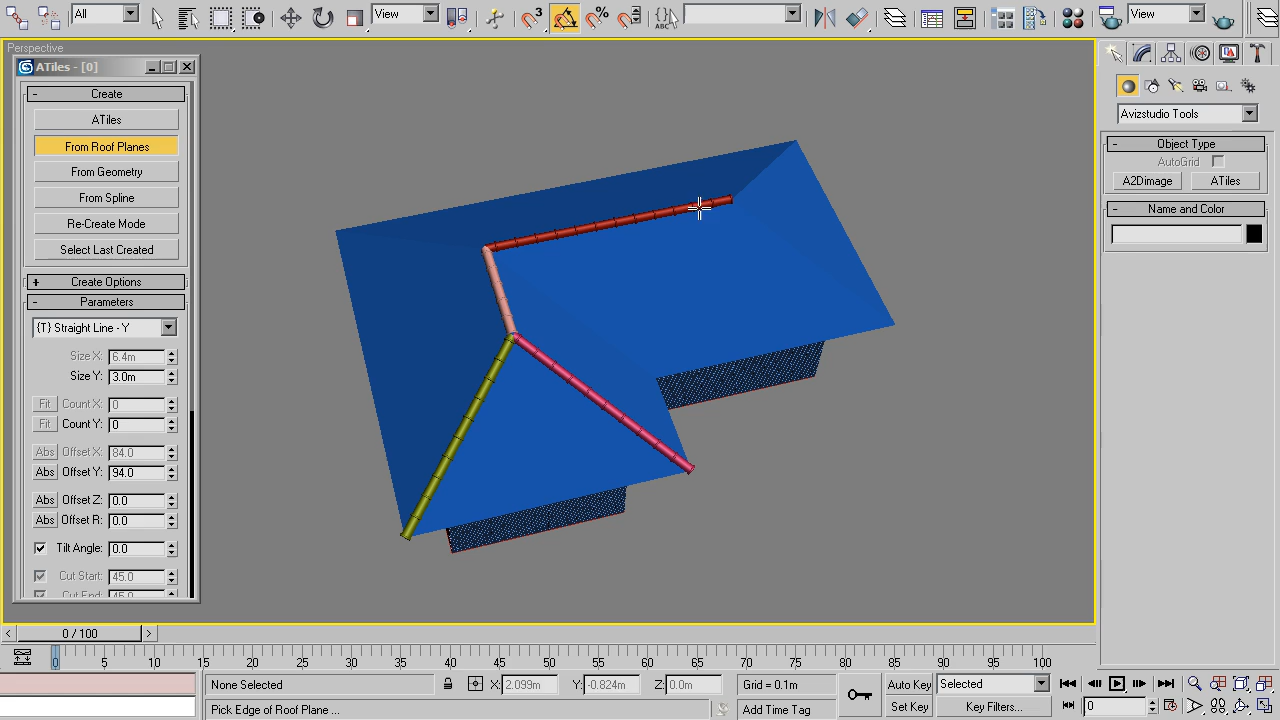 All
View
3
%
ABC
View
Perspective
ATiles - [0]
- Create
ATiles
From Roof Planes
From Geometry
From Spline
Re-Create Mode
Select Last Created
+ Create Options
- Parameters
{T} Straight Line - Y
Size X: 6.4m
Size Y: 3.0m
Fit Count X: 0
Fit Count Y: 0
Abs Offset X: 84.0
Abs Offset Y: 94.0
Abs Offset Z: 0.0
Abs Offset R: 0.0
Tilt Angle: 0.0
Cut Start: 45.0
Cut End: 45.0
Avizstudio Tools
- Object Type
AutoGrid
A2Dimage ATiles
- Name and Color
< 0 / 100 >
0 5 10 15 20 25 30 35 40 45 50 55 60 65 70 75 80 85 90 95 100
None Selected X: 2.099m Y: -0.824m Z: 0.0m Grid = 0.1m Auto Key Selected
Pick Edge of Roof Plane ... Add Time Tag Set Key Key Filters... 0